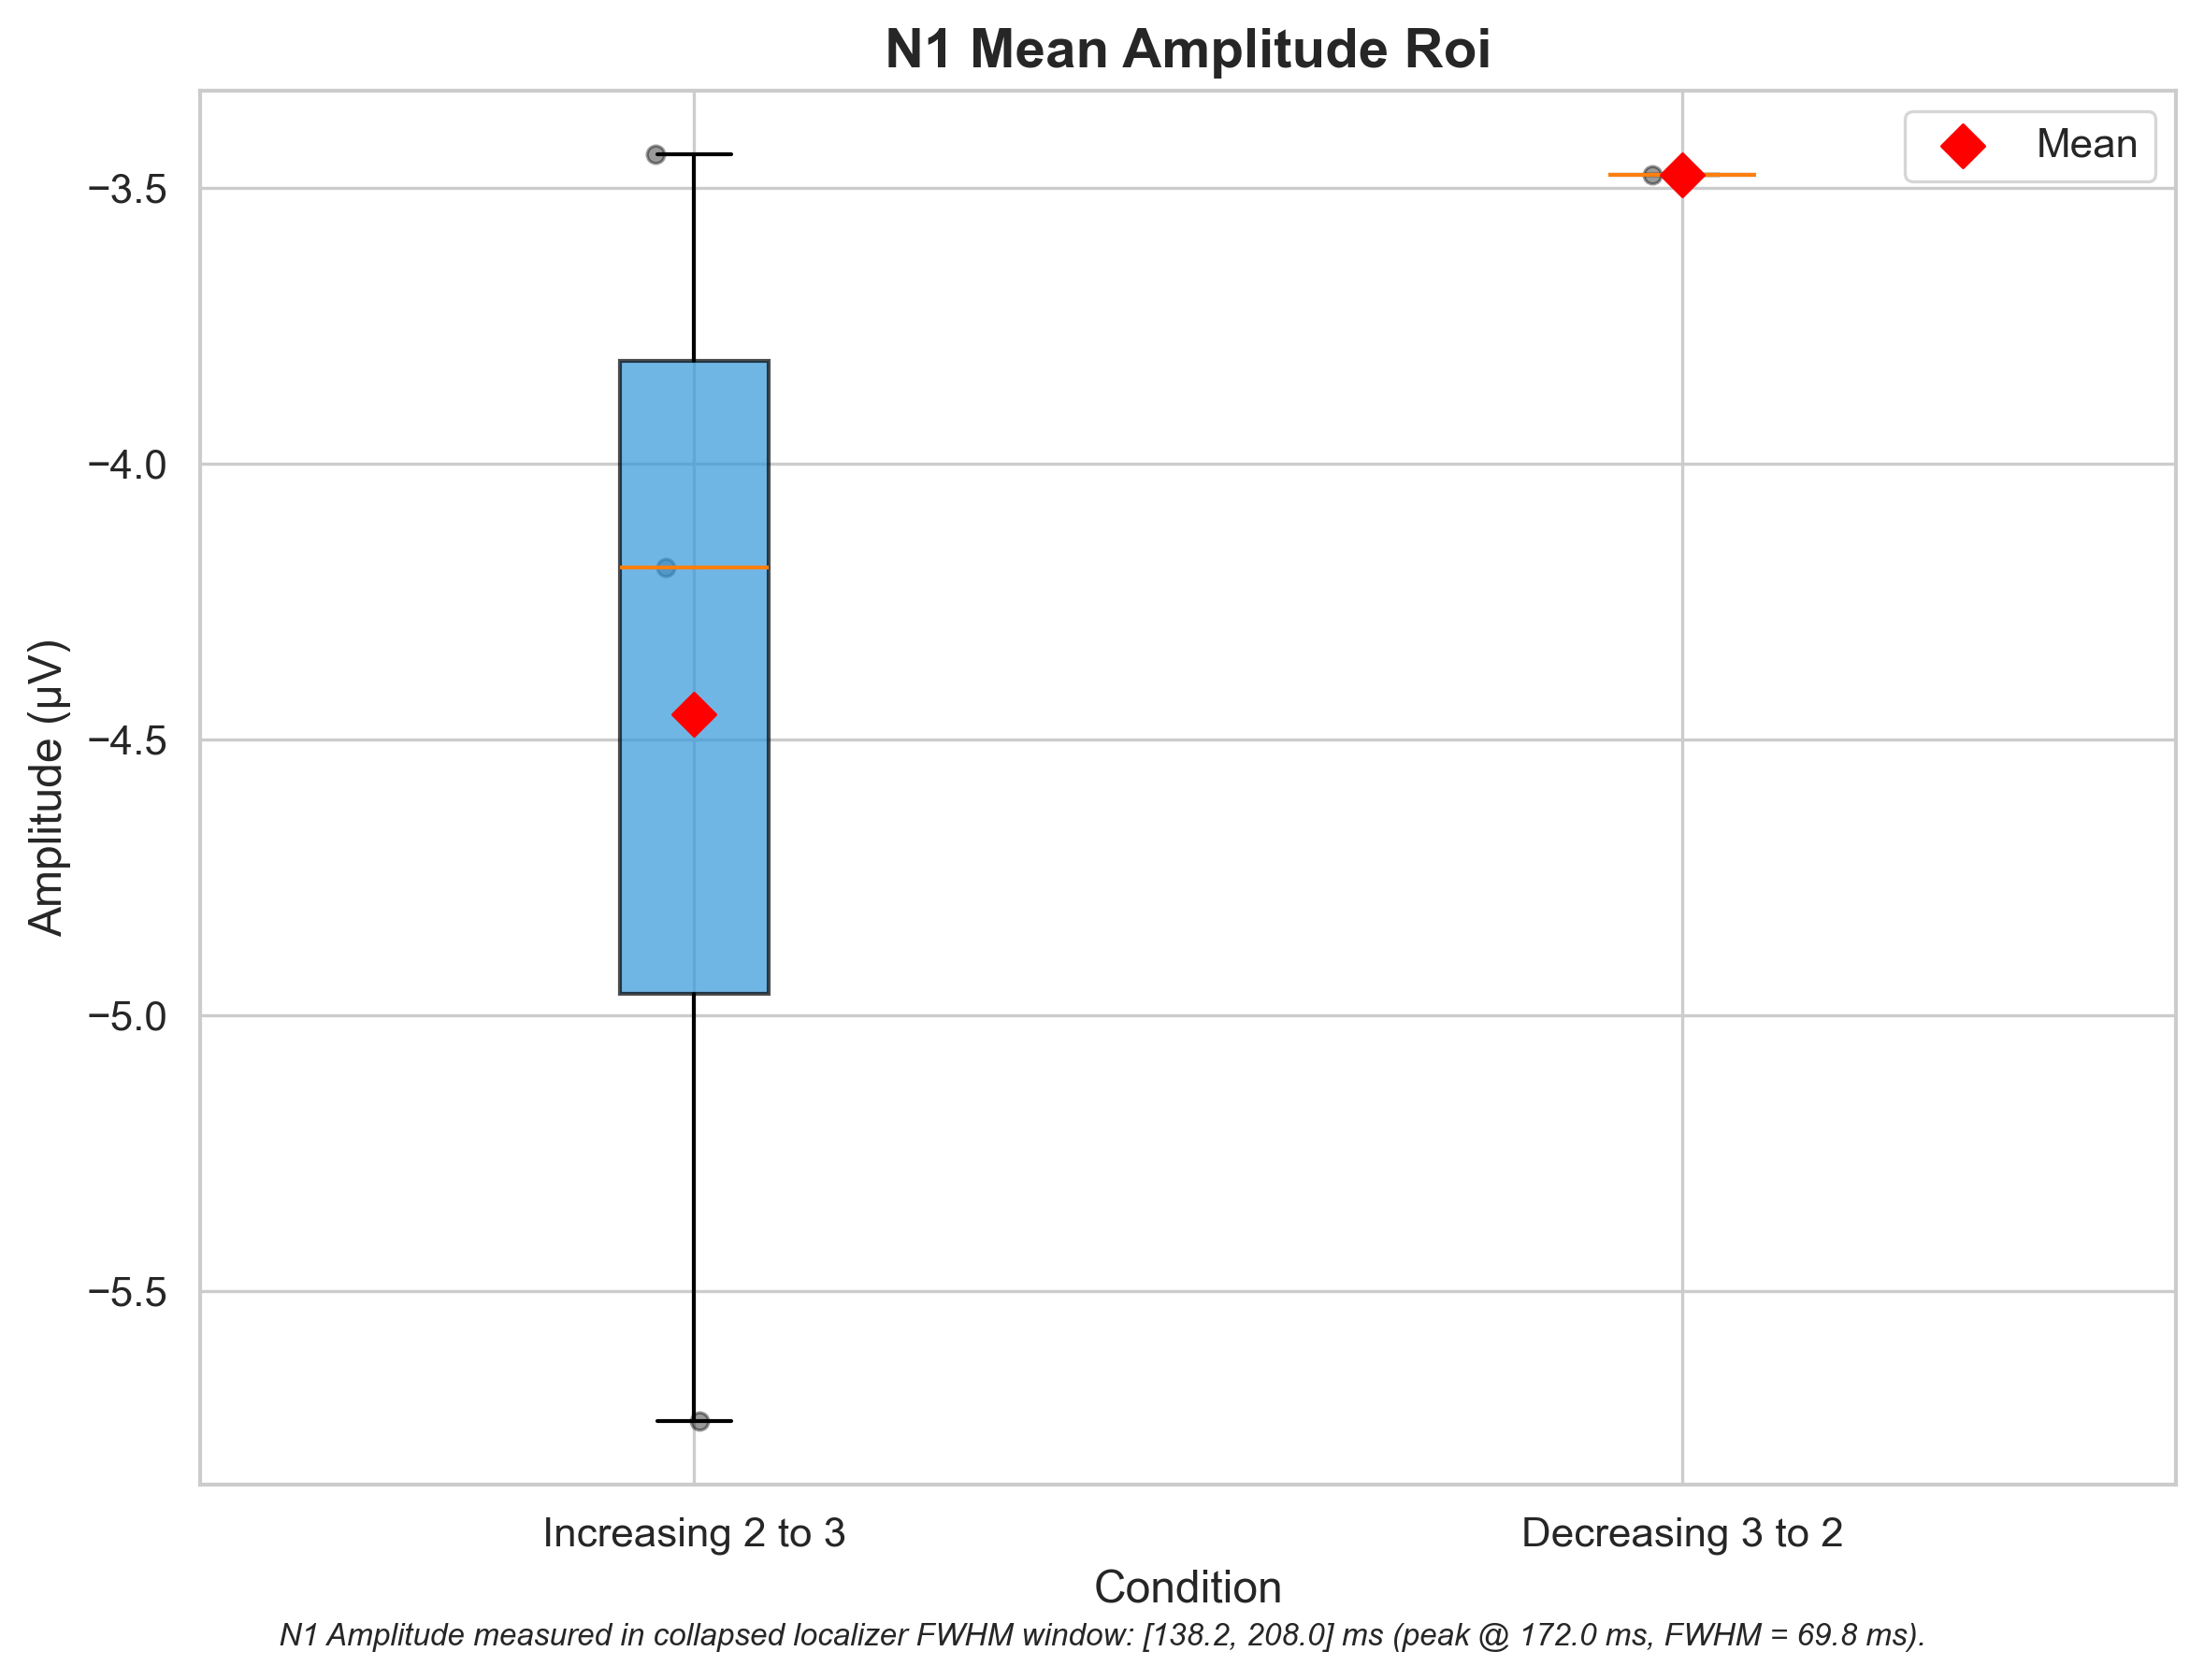 N1 Mean Amplitude Roi
Mean
−3.5
−4.0
−4.5
−5.0
−5.5
Amplitude (µV)
Increasing 2 to 3
Decreasing 3 to 2
Condition
N1 Amplitude measured in collapsed localizer FWHM window: [138.2, 208.0] ms (peak @ 172.0 ms, FWHM = 69.8 ms).